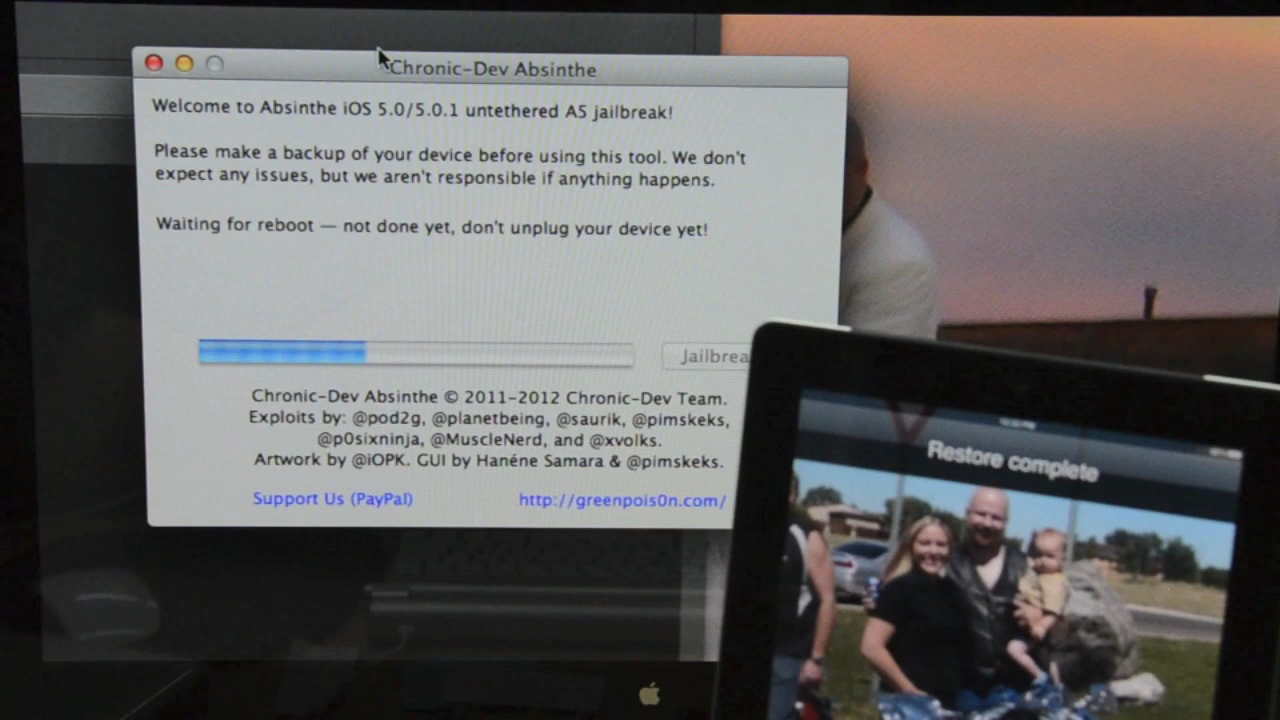 Chronic-Dev Absinthe
Welcome to Absinthe iOS 5.0/5.0.1 untethered A5 jailbreak!
Please make a backup of your device before using this tool. We don't
expect any issues, but we aren't responsible if anything happens.
Waiting for reboot — not done yet, don't unplug your device yet!
Jailbrea
Chronic-Dev Absinthe © 2011-2012 Chronic-Dev Team.
Exploits by: @pod2g, @planetbeing, @saurik, @pimskeks,
@p0sixninja, @MuscleNerd, and @xvolks.
Artwork by @iOPK. GUI by Hanéne Samara & @pimskeks.
Support Us (PayPal) http://greenpois0n.com/
Restore complete